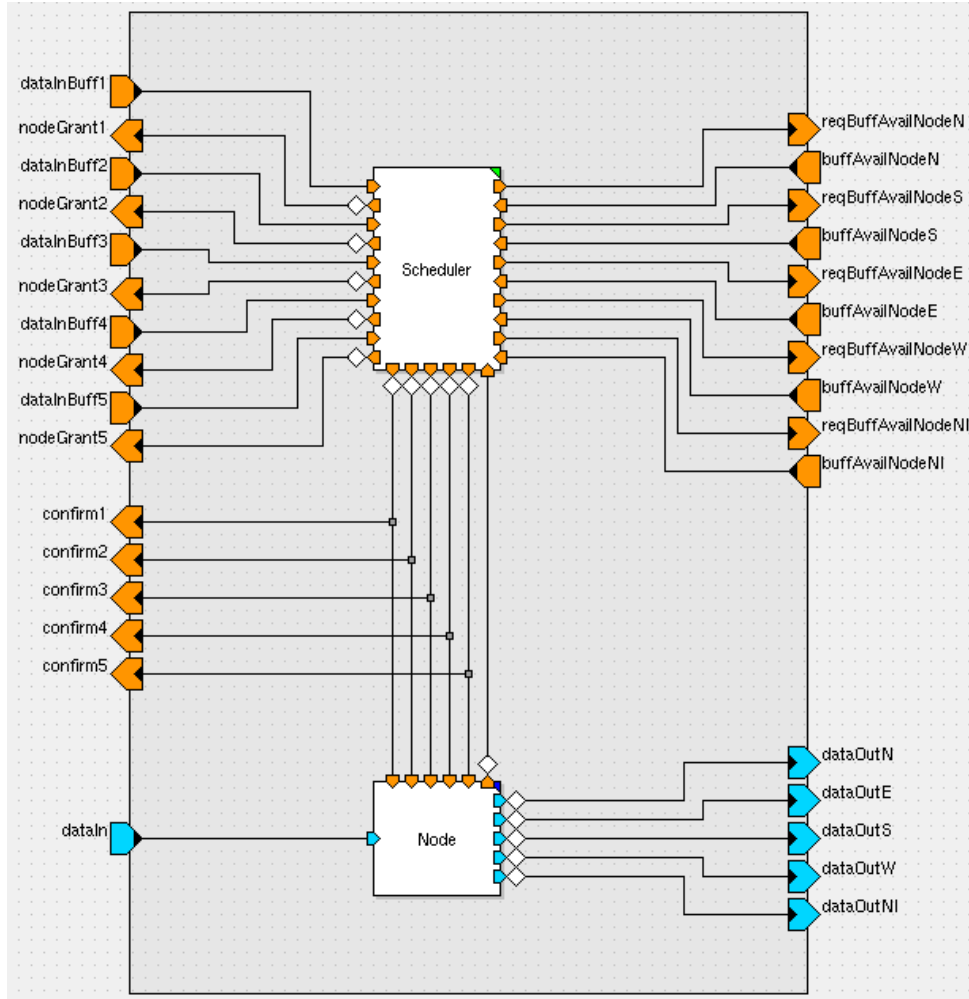 dataInBuff1
nodeGrant1
dataInBuff2
nodeGrant2
dataInBuff3
nodeGrant3
dataInBuff4
nodeGrant4
dataInBuff5
nodeGrant5
confirm1
confirm2
confirm3
confirm4
confirm5
dataIn
Scheduler
Node
reqBuffAvailNodeN
buffAvailNodeN
reqBuffAvailNodeS
buffAvailNodeS
reqBuffAvailNodeE
buffAvailNodeE
reqBuffAvailNodeW
buffAvailNodeW
reqBuffAvailNodeNI
buffAvailNodeNI
dataOutN
dataOutE
dataOutS
dataOutW
dataOutNI